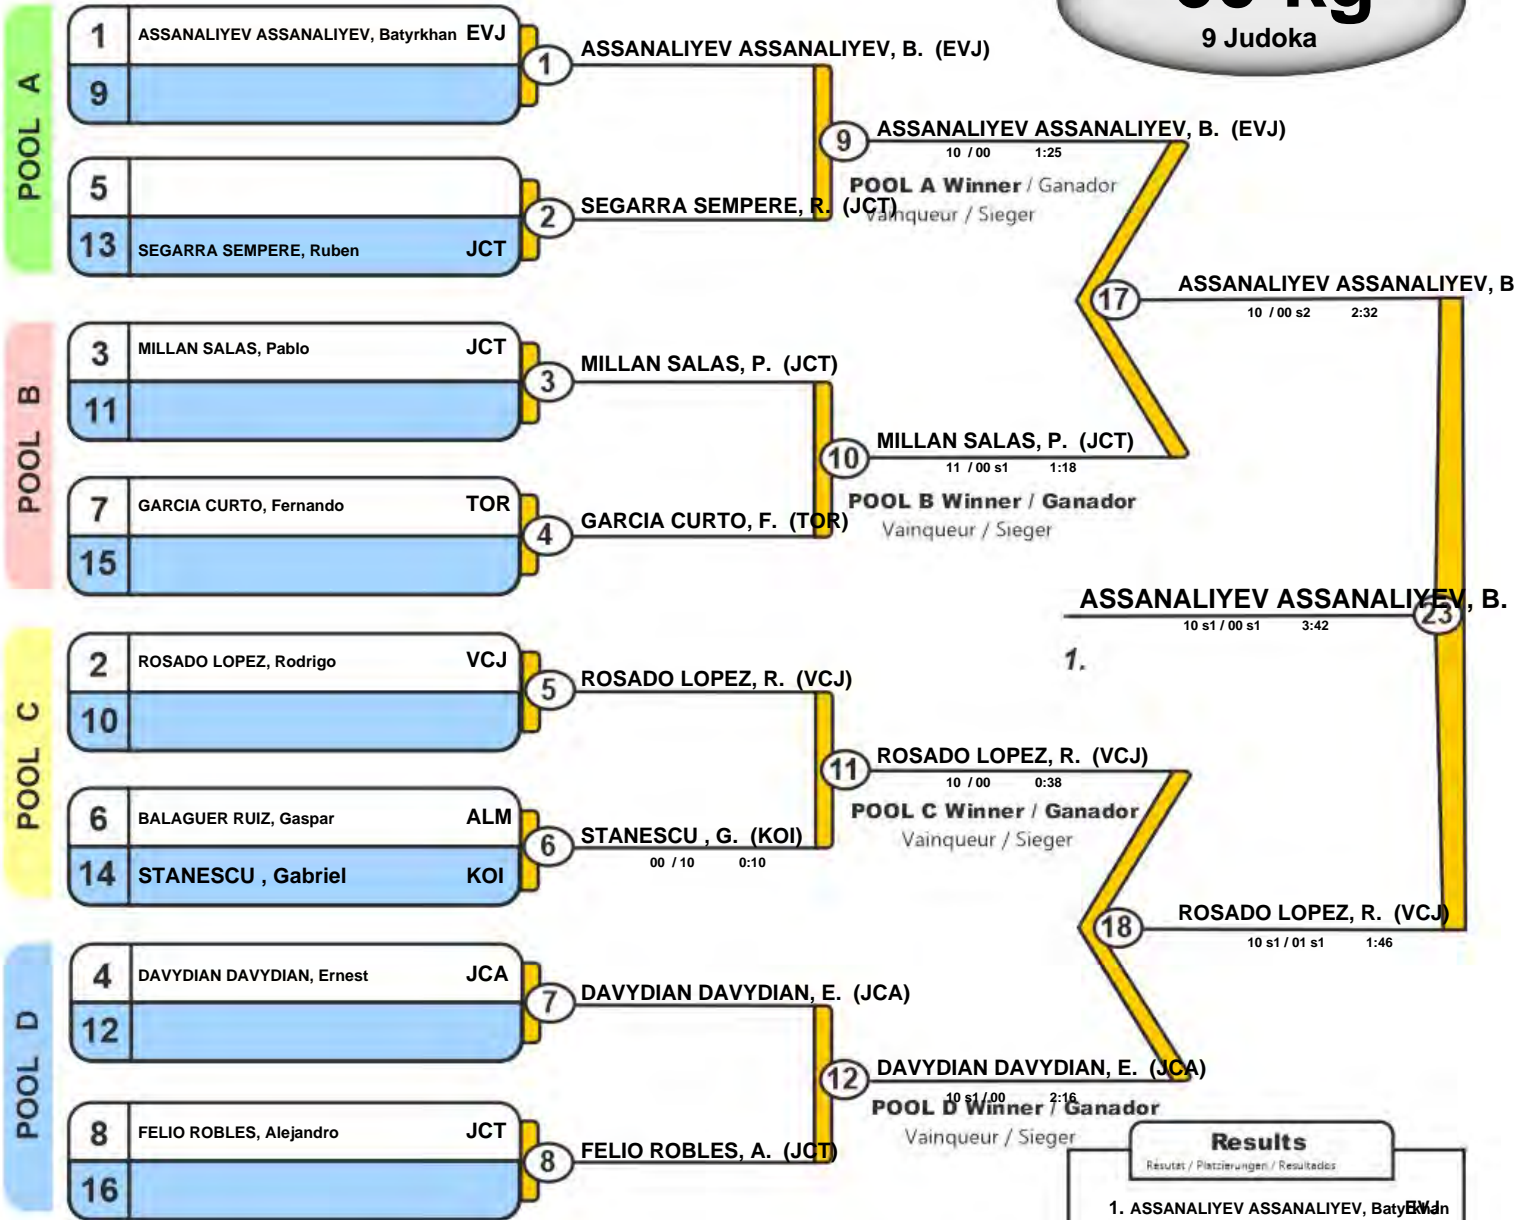 9 Judoka
POOL A
1 ASSANALIYEV ASSANALIYEV, Batyrkhan EVJ
9
1 ASSANALIYEV ASSANALIYEV, B. (EVJ)
5
13 SEGARRA SEMPERE, Ruben JCT
2 SEGARRA SEMPERE, R. (JCT)
9 ASSANALIYEV ASSANALIYEV, B. (EVJ)
10 / 00 1:25
POOL A Winner / Ganador
Vainqueur / Sieger
POOL B
3 MILLAN SALAS, Pablo JCT
11
3 MILLAN SALAS, P. (JCT)
7 GARCIA CURTO, Fernando TOR
15
4 GARCIA CURTO, F. (TOR)
10 MILLAN SALAS, P. (JCT)
11 / 00 s1 1:18
POOL B Winner / Ganador
Vainqueur / Sieger
17 ASSANALIYEV ASSANALIYEV, B
10 / 00 s2 2:32
ASSANALIYEV ASSANALIYEV, B.
23
10 s1 / 00 s1 3:42
1.
POOL C
2 ROSADO LOPEZ, Rodrigo VCJ
10
5 ROSADO LOPEZ, R. (VCJ)
6 BALAGUER RUIZ, Gaspar ALM
14 STANESCU , Gabriel KOI
6 STANESCU , G. (KOI)
00 / 10 0:10
11 ROSADO LOPEZ, R. (VCJ)
10 / 00 0:38
POOL C Winner / Ganador
Vainqueur / Sieger
POOL D
4 DAVYDIAN DAVYDIAN, Ernest JCA
12
7 DAVYDIAN DAVYDIAN, E. (JCA)
8 FELIO ROBLES, Alejandro JCT
16
8 FELIO ROBLES, A. (JCT)
12 DAVYDIAN DAVYDIAN, E. (JCA)
10 s1 / 00 2:16
POOL D Winner / Ganador
Vainqueur / Sieger
18 ROSADO LOPEZ, R. (VCJ)
10 s1 / 01 s1 1:46
Results
Résultat / Platzierungen / Resultados
1. ASSANALIYEV ASSANALIYEV, Batyrkhan EVJ